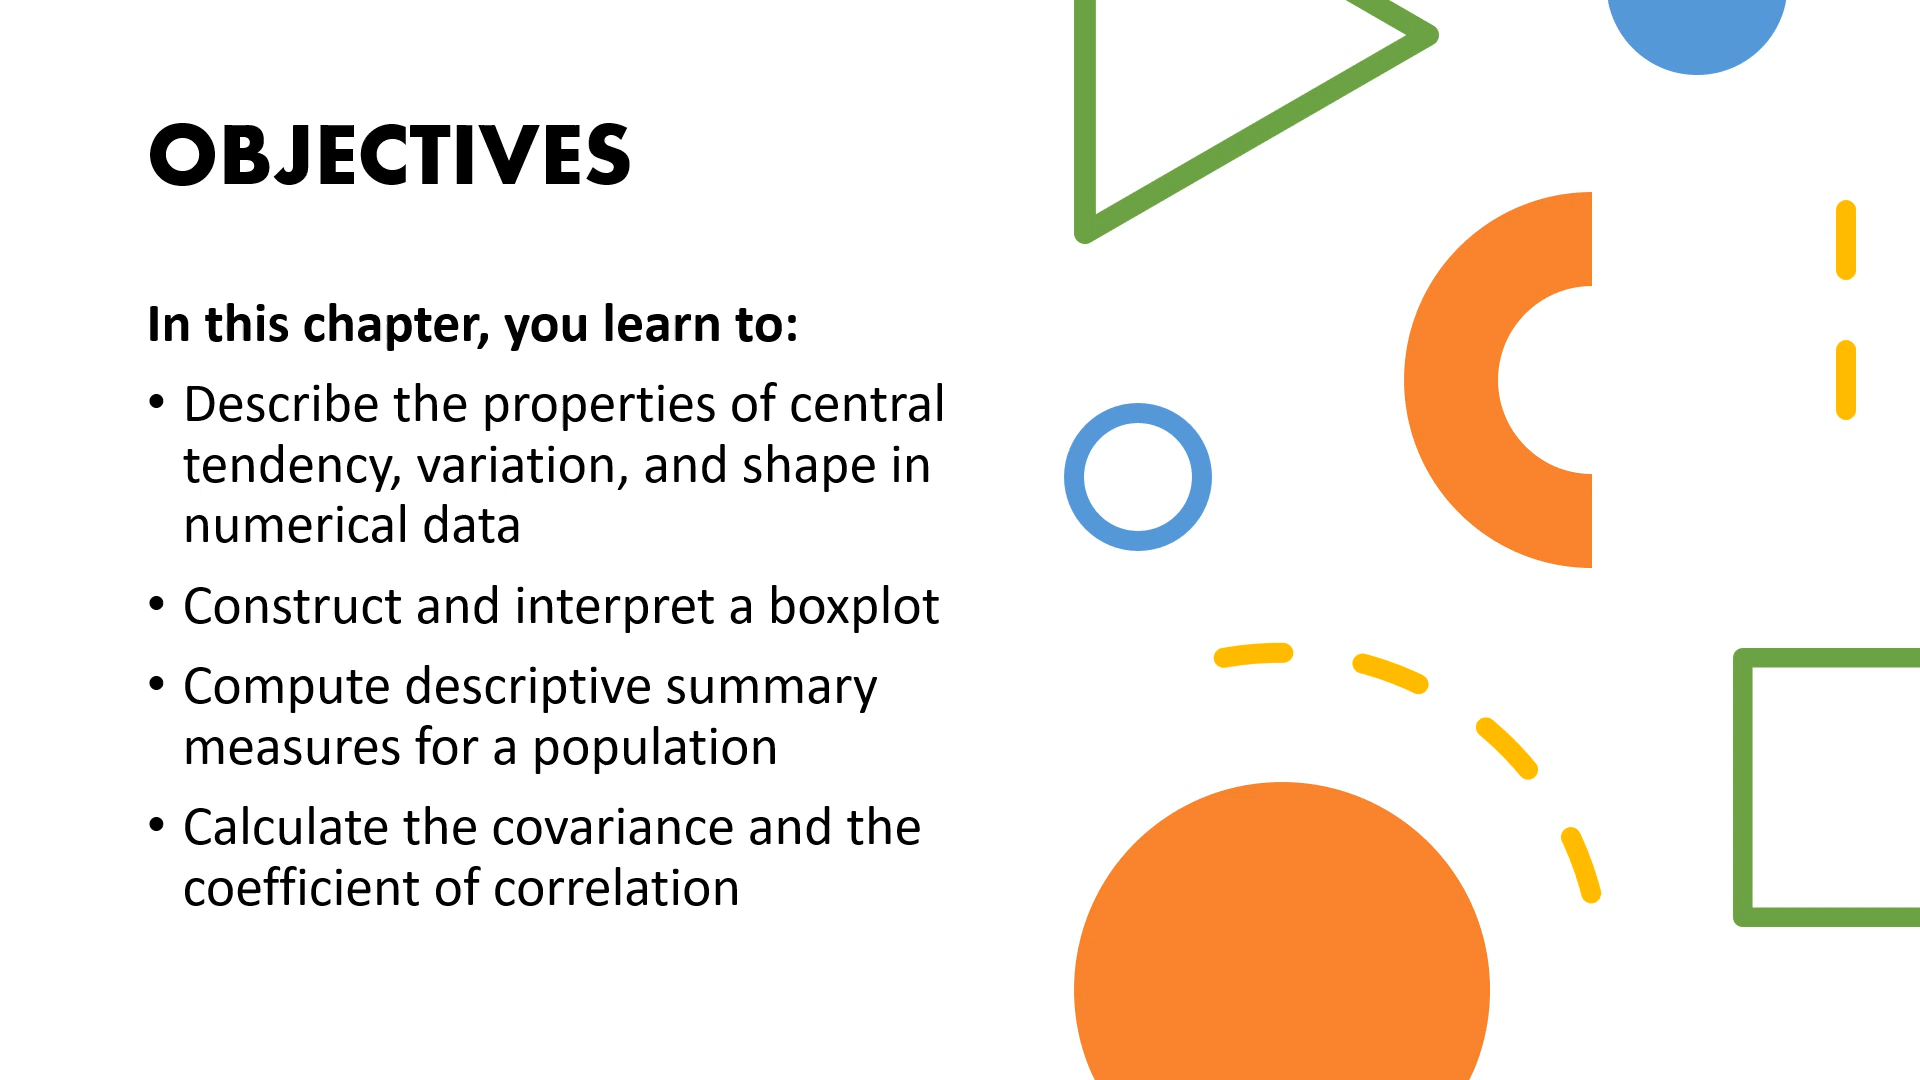 OBJECTIVES
In this chapter, you learn to:
• Describe the properties of central
tendency, variation, and shape in
numerical data
• Construct and interpret a boxplot
• Compute descriptive summary
measures for a population
• Calculate the covariance and the
coefficient of correlation